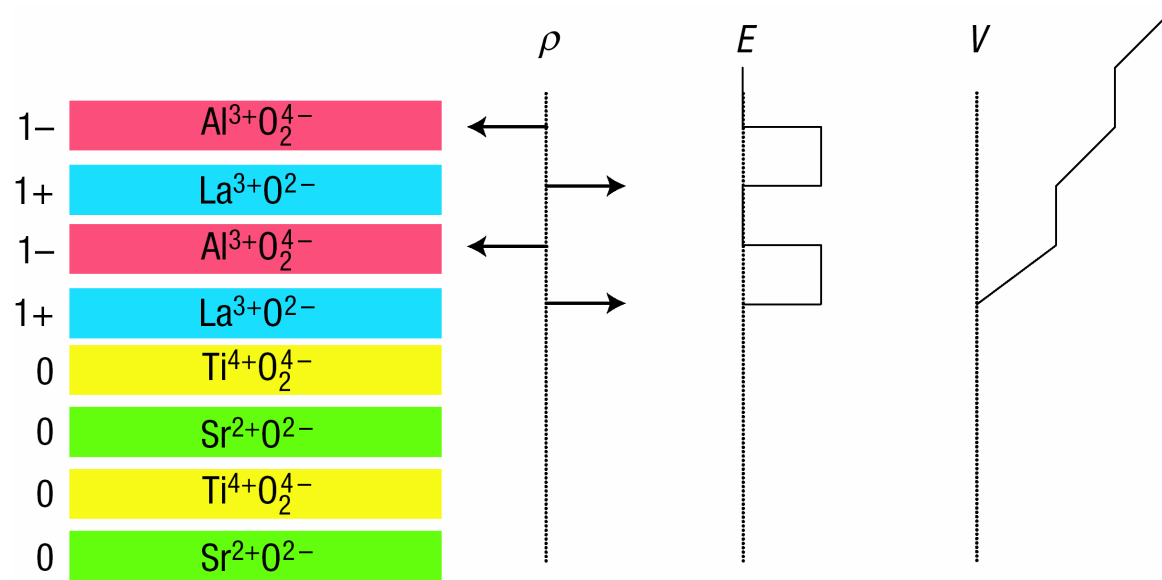 ρ E V
1– Al³⁺O₂⁴⁻
1+ La³⁺O²⁻
1– Al³⁺O₂⁴⁻
1+ La³⁺O²⁻
0 Ti⁴⁺O₂⁴⁻
0 Sr²⁺O²⁻
0 Ti⁴⁺O₂⁴⁻
0 Sr²⁺O²⁻